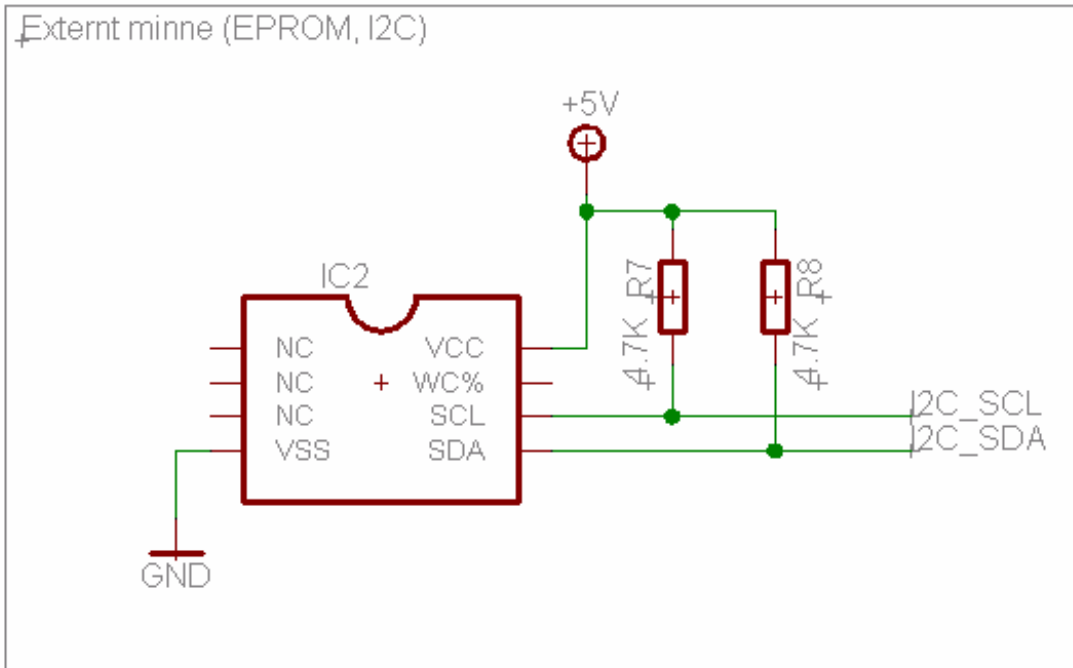 Externt minne (EPROM, I2C)
+5V
IC2
R7
R8
4.7K
4.7K
NC
VCC
NC
WC%
NC
SCL
VSS
SDA
I2C_SCL
I2C_SDA
GND